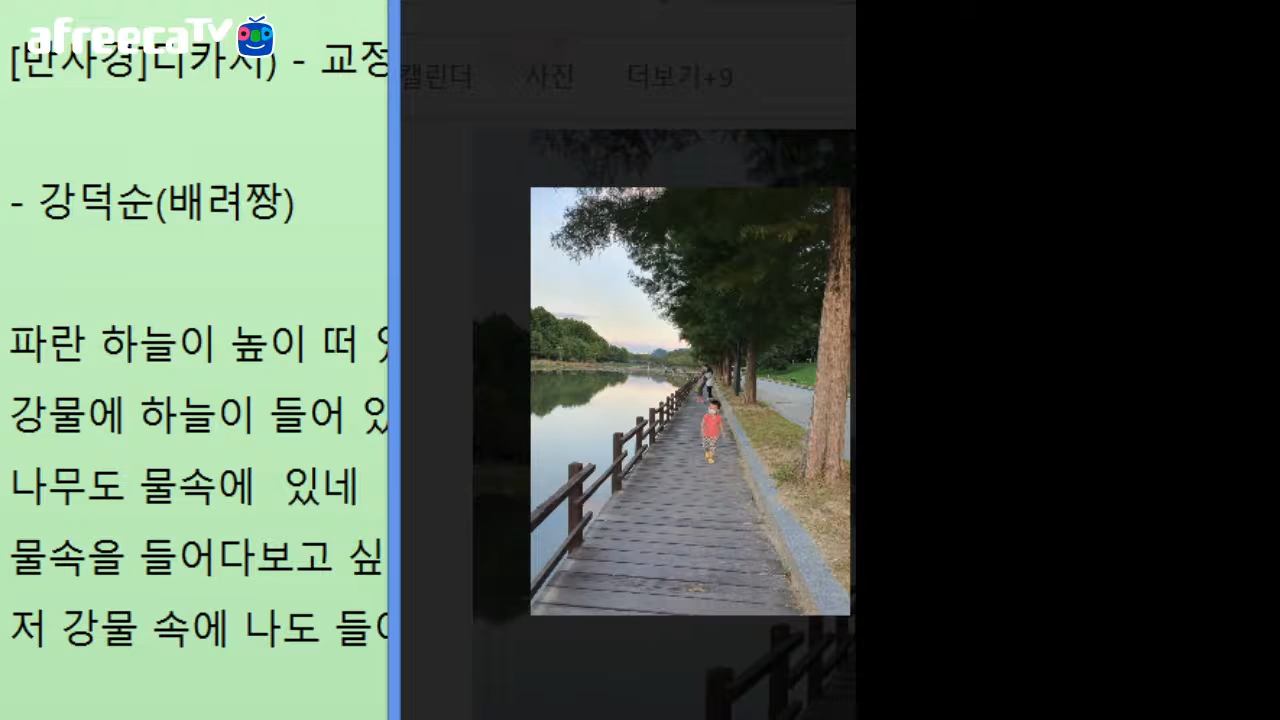 afreecaTV
[반사경]디카시) - 교정
- 강덕순(배려짱)
파란 하늘이 높이 떠
강물에 하늘이 들어
나무도 물속에 있네
물속을 들어다보고 싶
저 강물 속에 나도
캘린더 사진 더보기+9